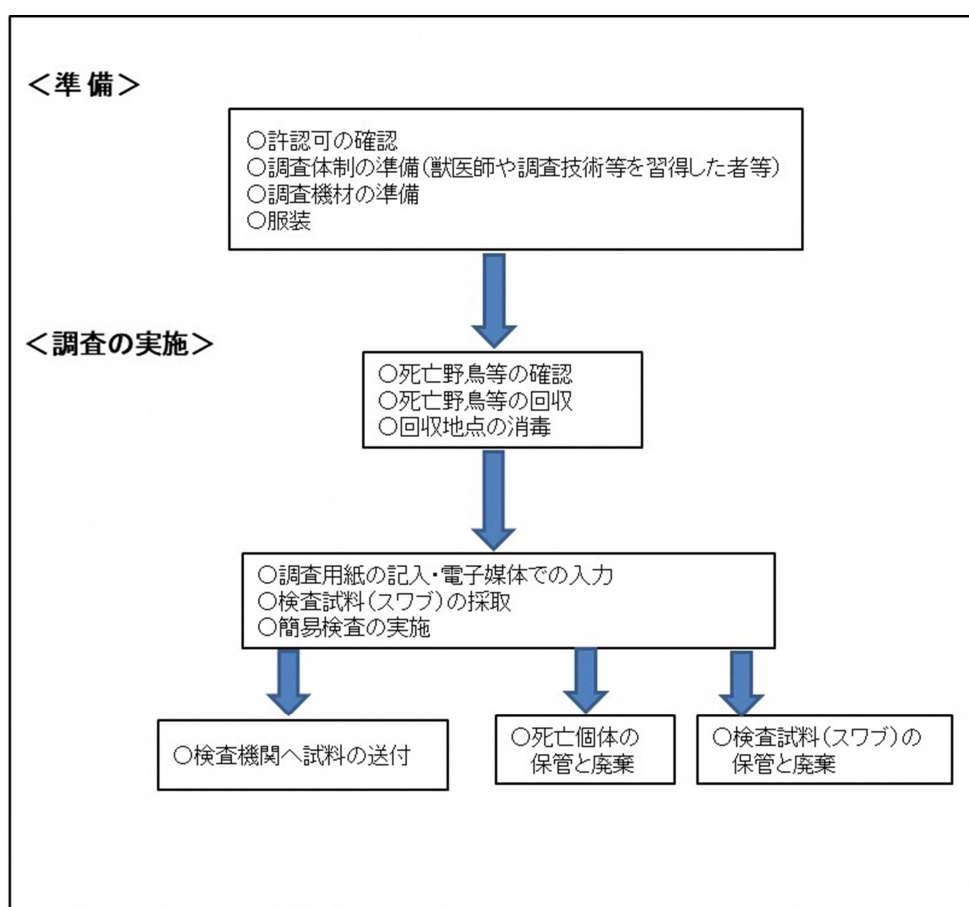 ＜準 備＞
○許認可の確認
○調査体制の準備(獣医師や調査技術等を習得した者等)
○調査機材の準備
○服装
＜調査の実施＞
○死亡野鳥等の確認
○死亡野鳥等の回収
○回収地点の消毒
○調査用紙の記入・電子媒体での入力
○検査試料(スワブ)の採取
○簡易検査の実施
○検査機関へ試料の送付
○死亡個体の
保管と廃棄
○検査試料(スワブ)の
保管と廃棄